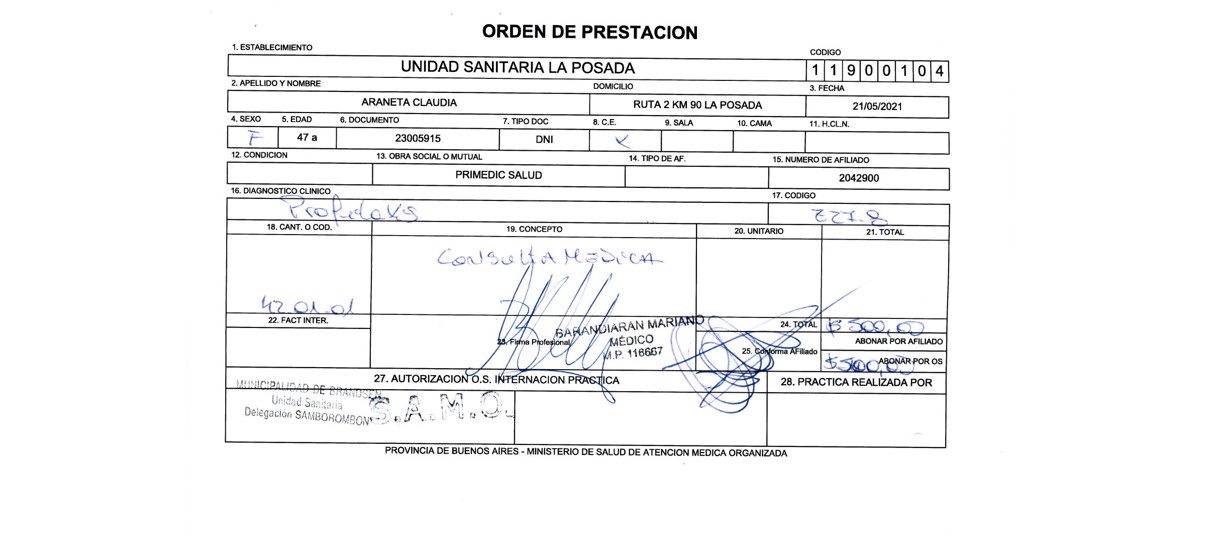 ORDEN DE PRESTACION
1. ESTABLECIMIENTO CODIGO
UNIDAD SANITARIA LA POSADA 1 1 9 0 0 1 0 4
2. APELLIDO Y NOMBRE DOMICILIO 3. FECHA
ARANETA CLAUDIA RUTA 2 KM 90 LA POSADA 21/05/2021
4. SEXO 5. EDAD 6. DOCUMENTO 7. TIPO DOC 8. C.E. 9. SALA 10. CAMA 11. H.CL.N.
F 47 a 23005915 DNI X
12. CONDICION 13. OBRA SOCIAL O MUTUAL 14. TIPO DE AF. 15. NUMERO DE AFILIADO
PRIMEDIC SALUD 2042900
16. DIAGNOSTICO CLINICO 17. CODIGO
18. CANT. O COD. 19. CONCEPTO 20. UNITARIO 21. TOTAL
CONSULTA MEDICA
42.01.01
22. FACT INTER. 24. TOTAL $ 500,00
BARANDIARAN MARIANO
23. Firma Profesional MÉDICO ABONAR POR AFILIADO
M.P. 116667 25. Conforma AFiliado
$500,00 ABONAR POR OS
27. AUTORIZACION O.S. INTERNACION PRACTICA 28. PRACTICA REALIZADA POR
MUNICIPALIDAD DE BRANDSEN
Unidad Sanitaria S.A.M.O.
Delegación SAMBOROMBON
PROVINCIA DE BUENOS AIRES - MINISTERIO DE SALUD DE ATENCION MEDICA ORGANIZADA